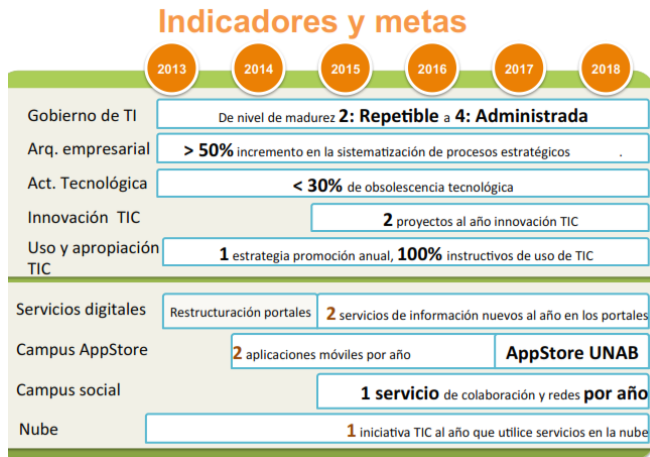 Indicadores y metas
2013 2014 2015 2016 2017 2018
Gobierno de TI De nivel de madurez 2: Repetible a 4: Administrada
Arq. empresarial > 50% incremento en la sistematización de procesos estratégicos .
Act. Tecnológica < 30% de obsolescencia tecnológica
Innovación TIC 2 proyectos al año innovación TIC
Uso y apropiación
TIC
1 estrategia promoción anual, 100% instructivos de uso de TIC
Servicios digitales Restructuración portales 2 servicios de información nuevos al año en los portales
Campus AppStore 2 aplicaciones móviles por año AppStore UNAB
Campus social 1 servicio de colaboración y redes por año
Nube 1 iniciativa TIC al año que utilice servicios en la nube